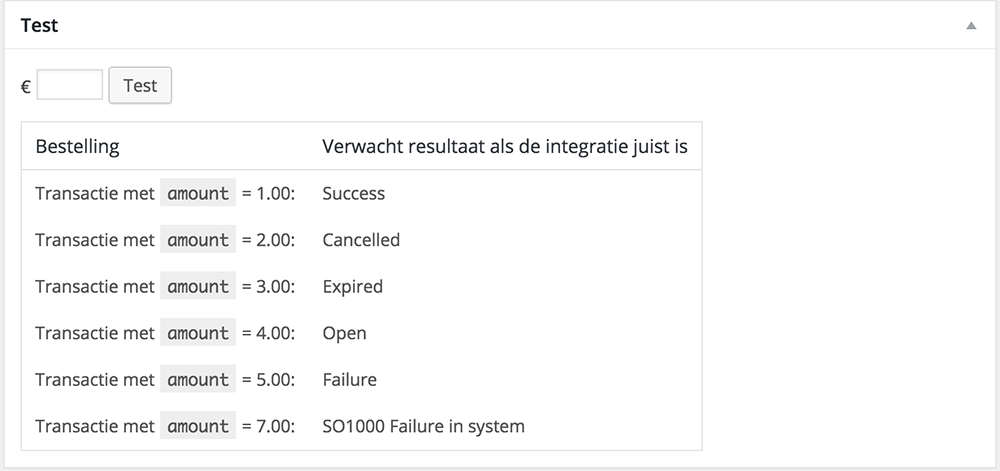 Test
€ Test
Bestelling Verwacht resultaat als de integratie juist is
Transactie met amount = 1.00: Success
Transactie met amount = 2.00: Cancelled
Transactie met amount = 3.00: Expired
Transactie met amount = 4.00: Open
Transactie met amount = 5.00: Failure
Transactie met amount = 7.00: SO1000 Failure in system